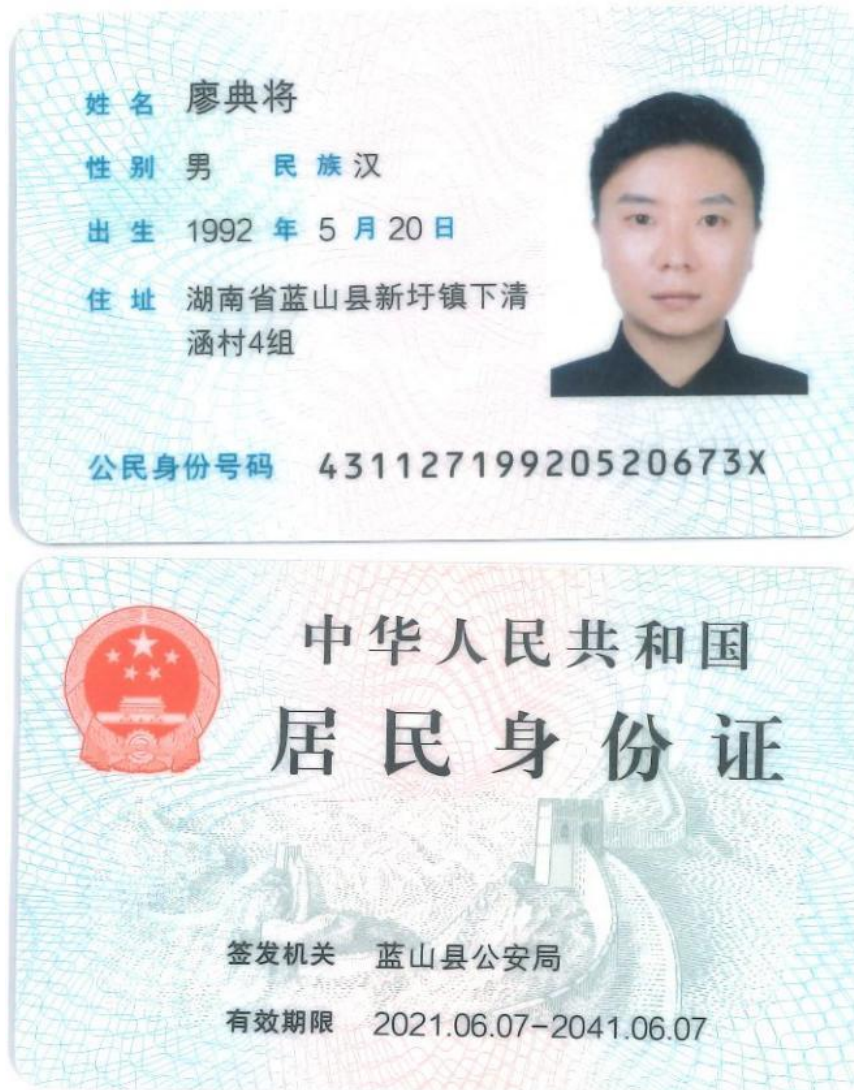 姓名 廖典将
性别 男 民族 汉
出生 1992 年 5 月 20 日
住址 湖南省蓝山县新圩镇下清
涵村4组
公民身份号码 43112719920520673X
中华人民共和国
居民身份证
签发机关 蓝山县公安局
有效期限 2021.06.07-2041.06.07